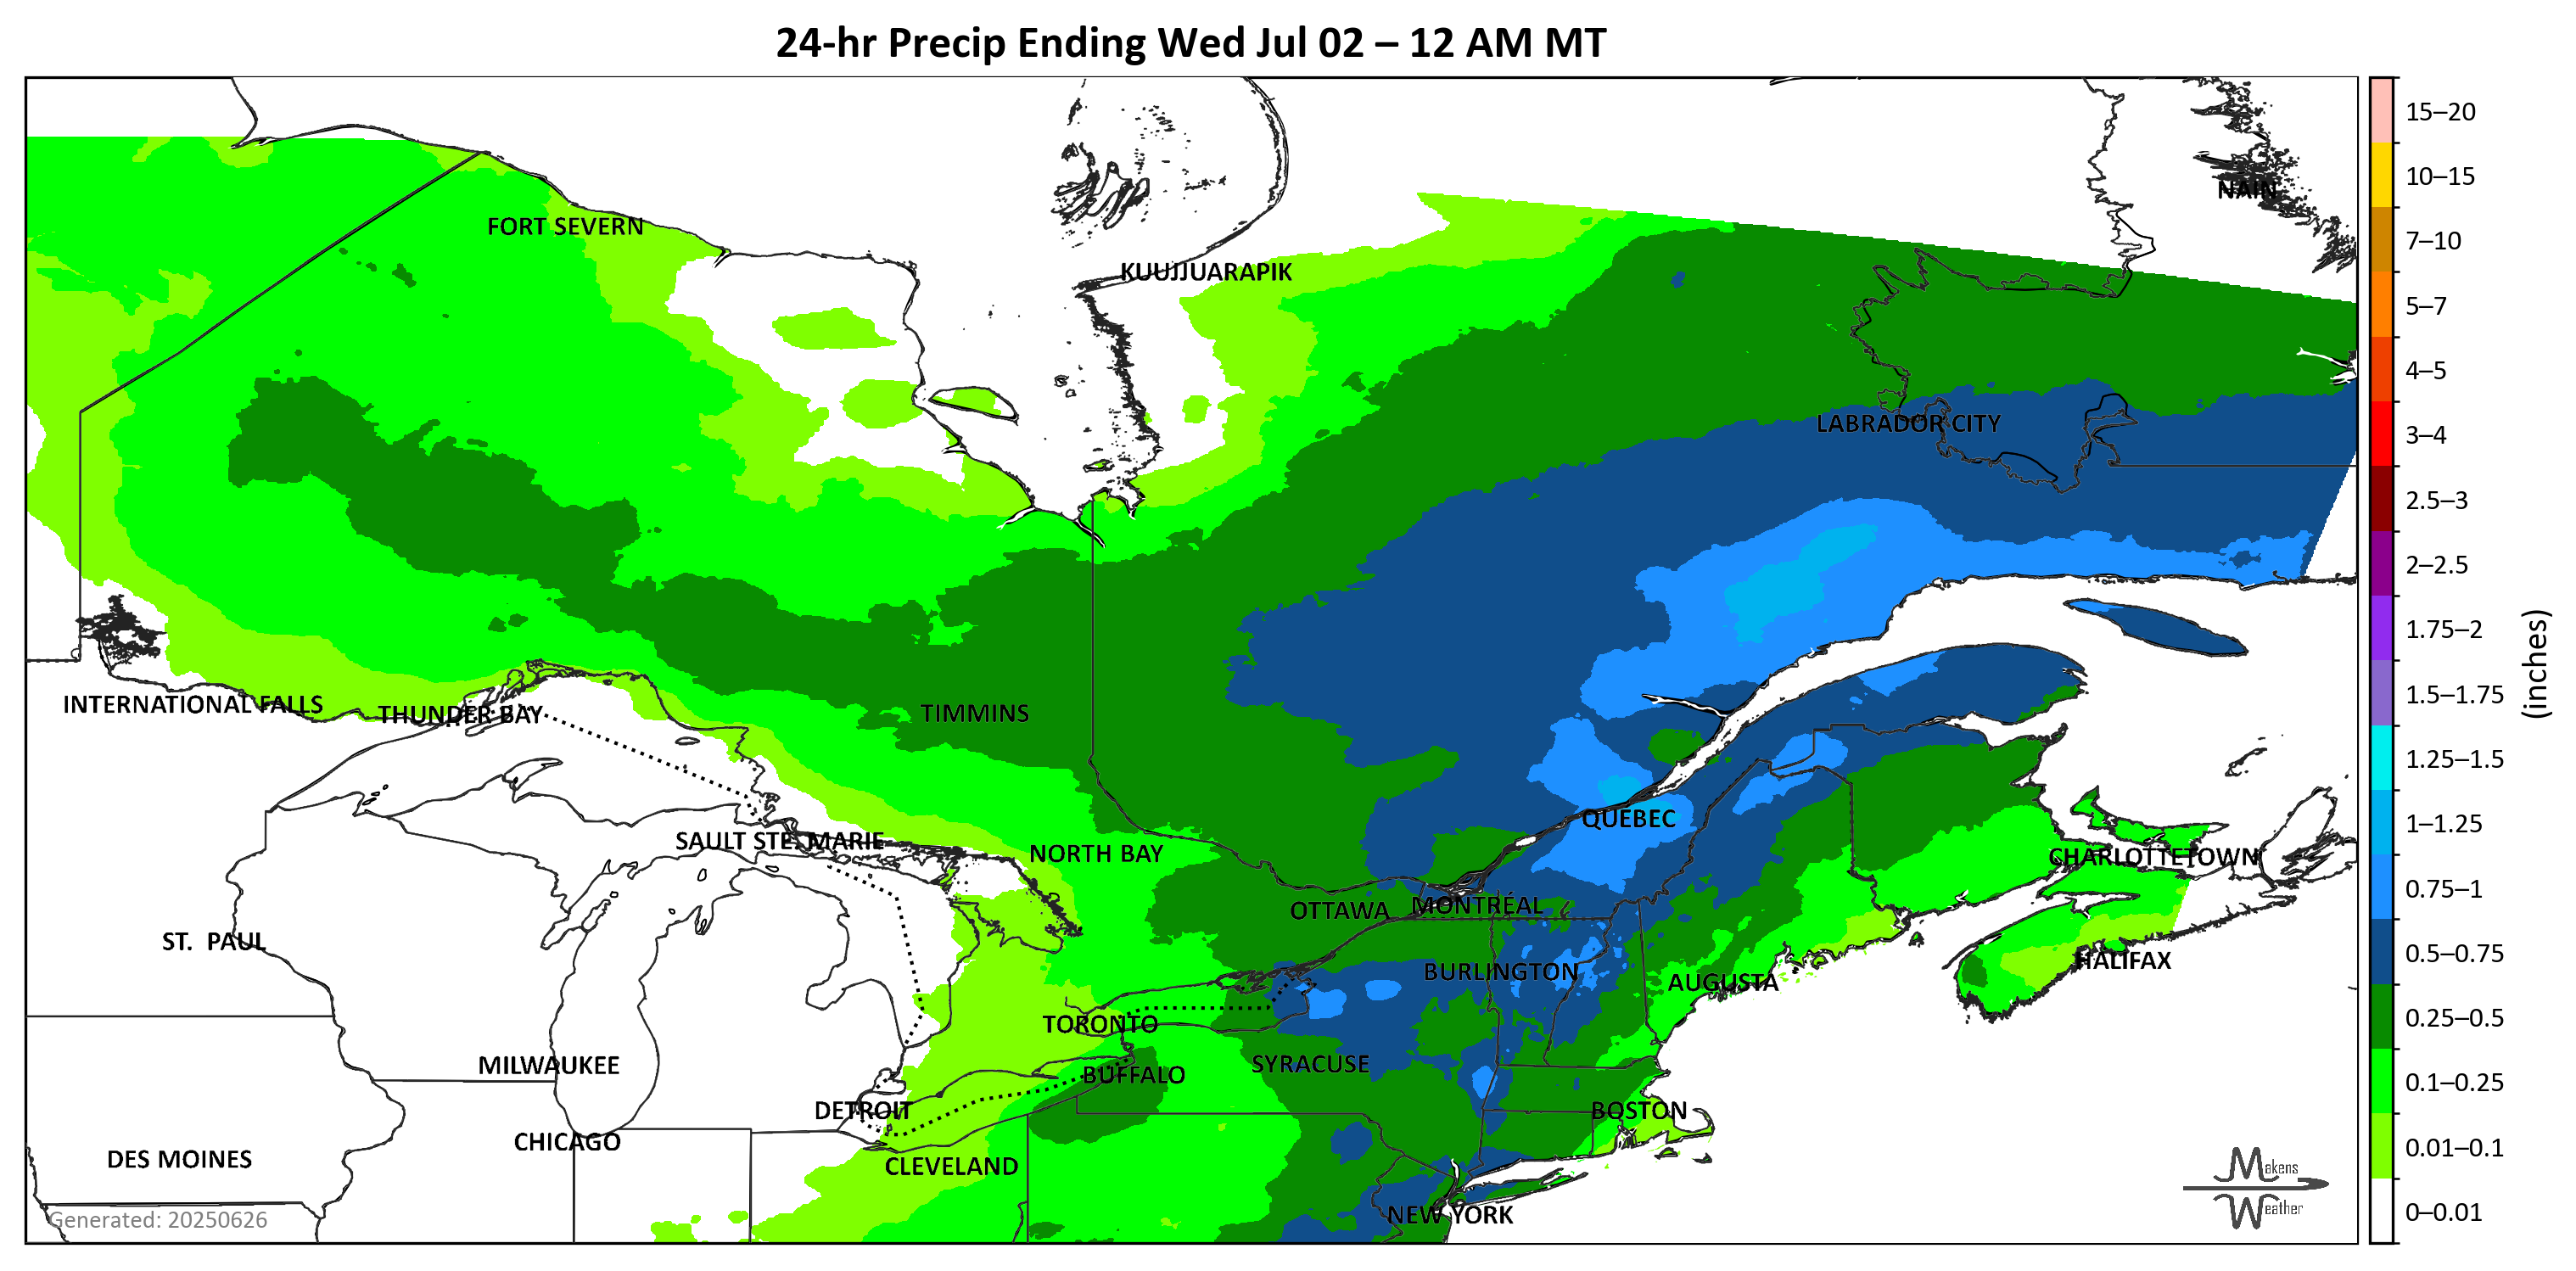 24-hr Precip Ending Wed Jul 02 – 12 AM MT
15–20
10–15
7–10
5–7
4–5
3–4
2.5–3
2–2.5
1.75–2
1.5–1.75
1.25–1.5
1–1.25
0.75–1
0.5–0.75
0.25–0.5
0.1–0.25
0.01–0.1
0–0.01
(inches)
NAIN
FORT SEVERN
KUUJJUARAPIK
LABRADOR CITY
INTERNATIONAL FALLS
THUNDER BAY
TIMMINS
SAULT STE. MARIE
NORTH BAY
QUEBEC
CHARLOTTETOWN
OTTAWA
MONTRÉAL
ST. PAUL
BURLINGTON
AUGUSTA
HALIFAX
TORONTO
MILWAUKEE
BUFFALO
SYRACUSE
DETROIT
BOSTON
CHICAGO
DES MOINES
CLEVELAND
NEW YORK
Generated: 20250626
Makens
Weather